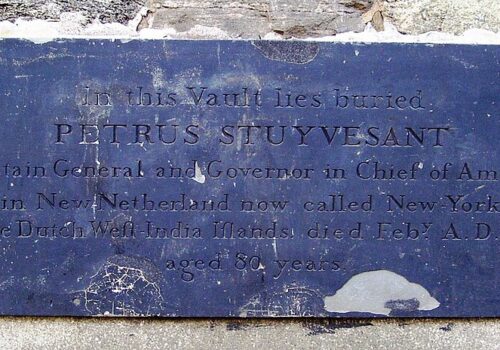 In this Vault lies buried
PETRUS STUYVESANT
tain General and Governor in Chief of Am
in New Netherland now called New-York
e Dutch West-India Islands, died Feb.y A.D.
aged 80 years.